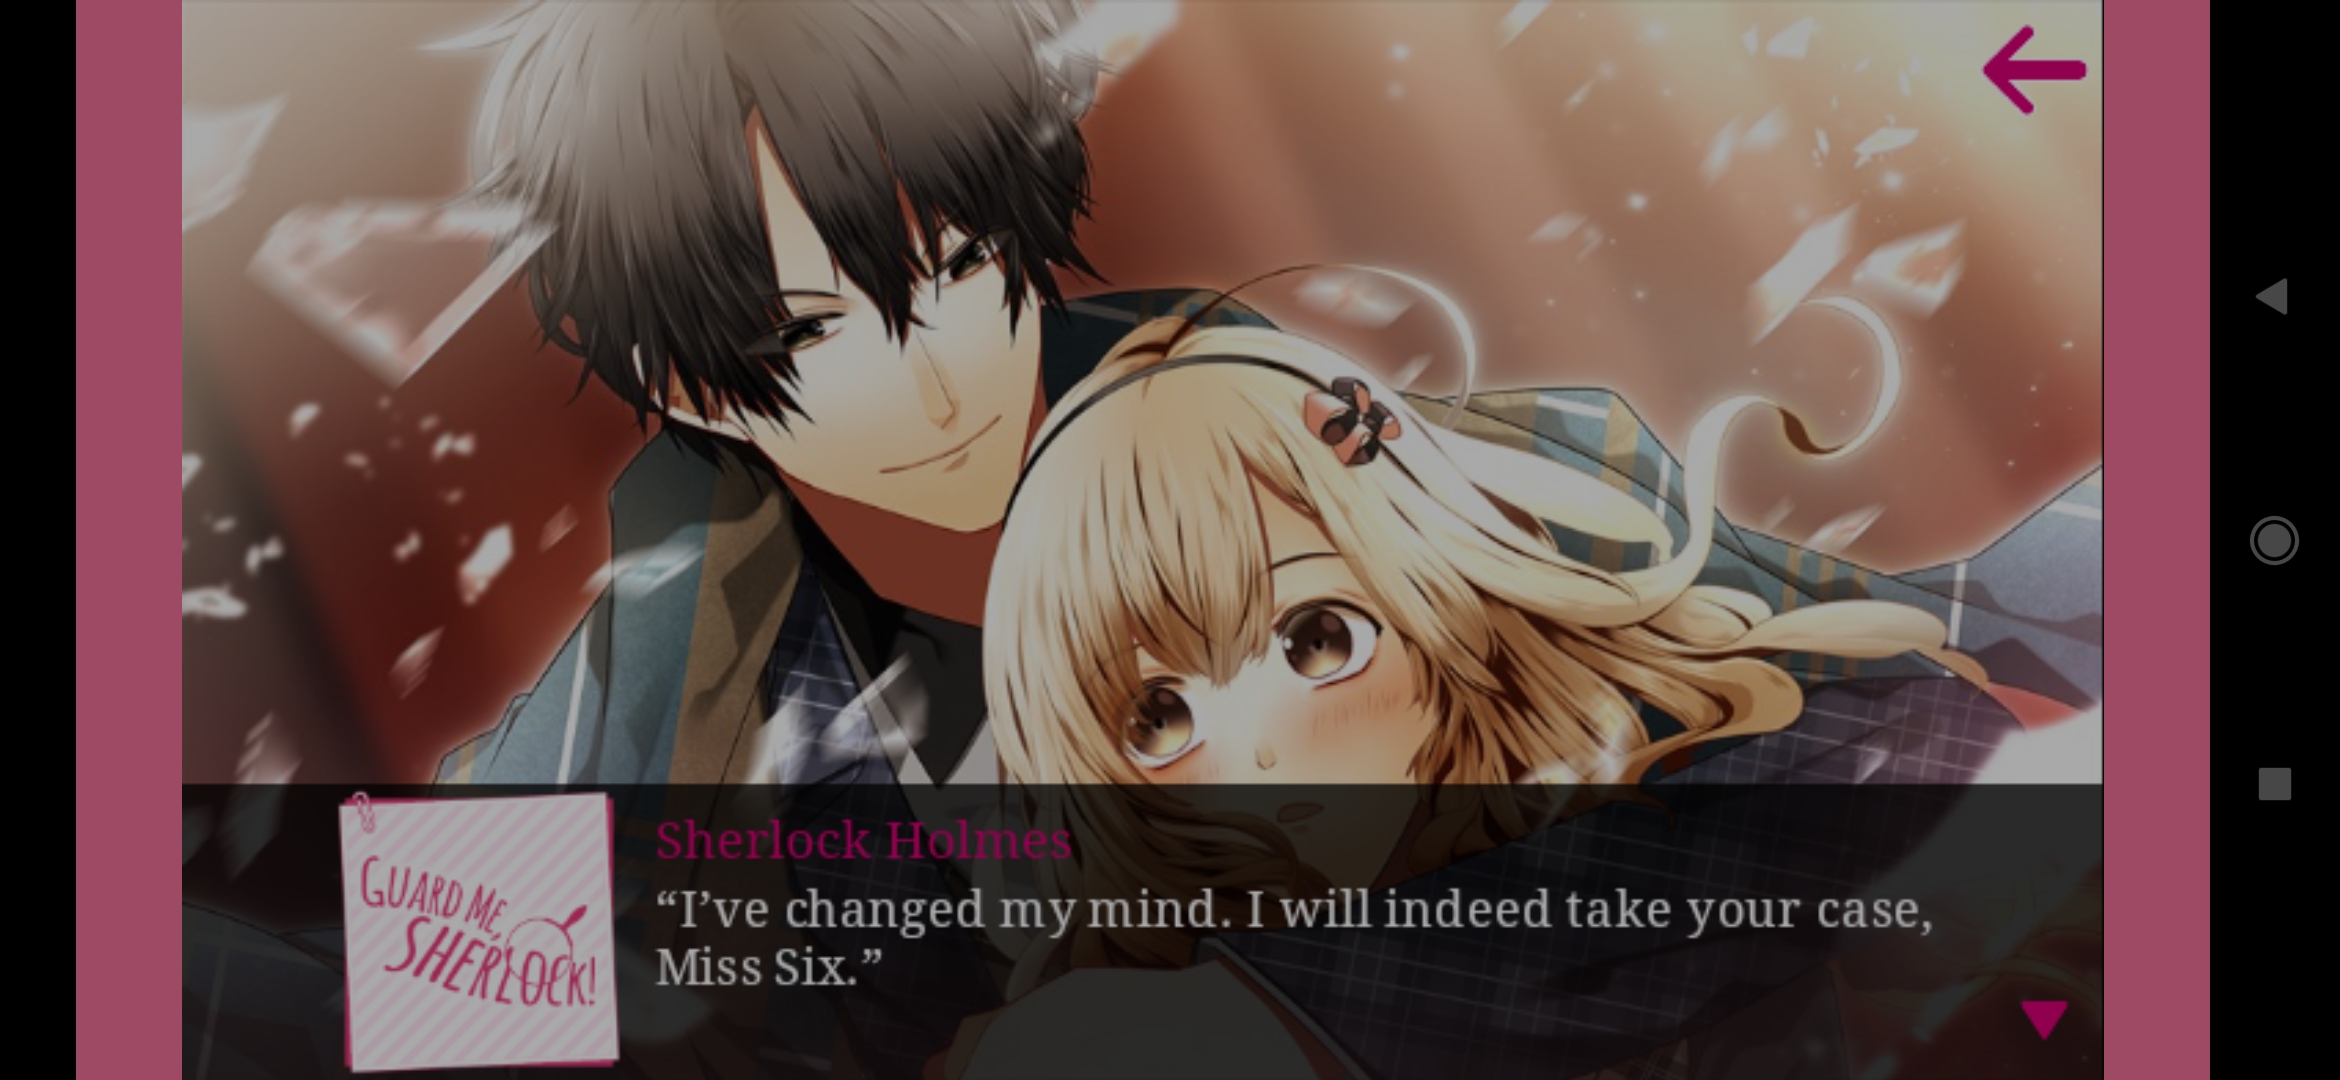 Sherlock Holmes
“I’ve changed my mind. I will indeed take your case,
Miss Six.”
GUARD ME,
SHERLOCK!